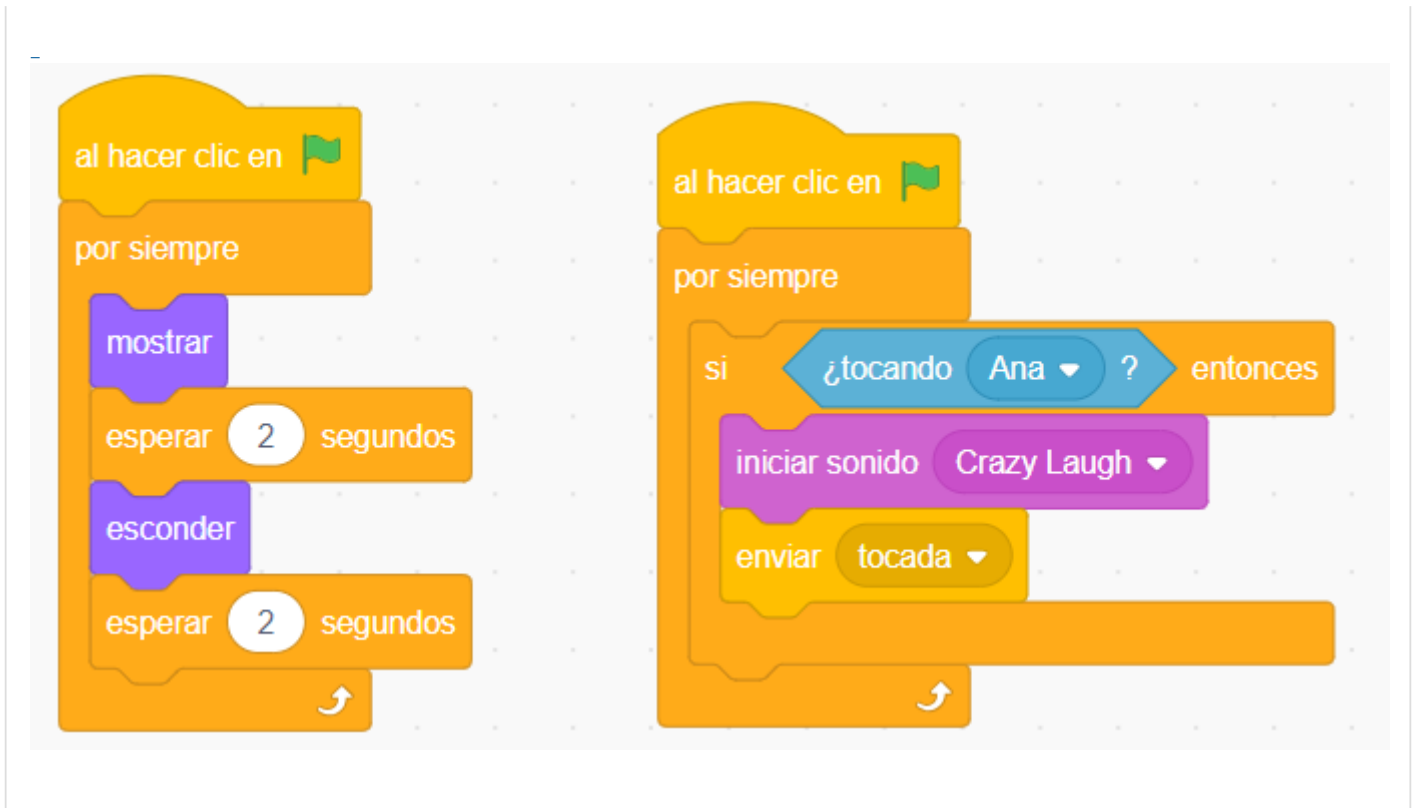 al hacer clic en
por siempre
mostrar
esperar 2 segundos
esconder
esperar 2 segundos
al hacer clic en
por siempre
si ¿tocando Ana ? entonces
iniciar sonido Crazy Laugh
enviar tocada